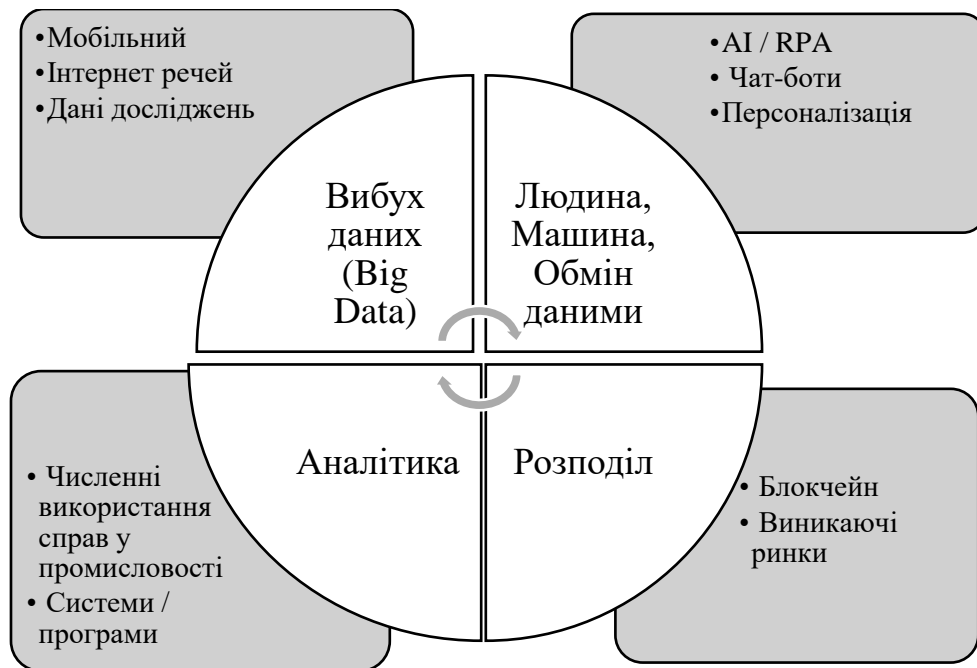 •Мобільний
•Інтернет речей
•Дані досліджень
•AI / RPA
• Чат-боти
•Персоналізація
Вибух
даних
(Big
Data)
Людина,
Машина,
Обмін
даними
Аналітика
Розподіл
• Численні
використання
справ у
промисловості
• Системи /
програми
• Блокчейн
• Виникаючі
ринки